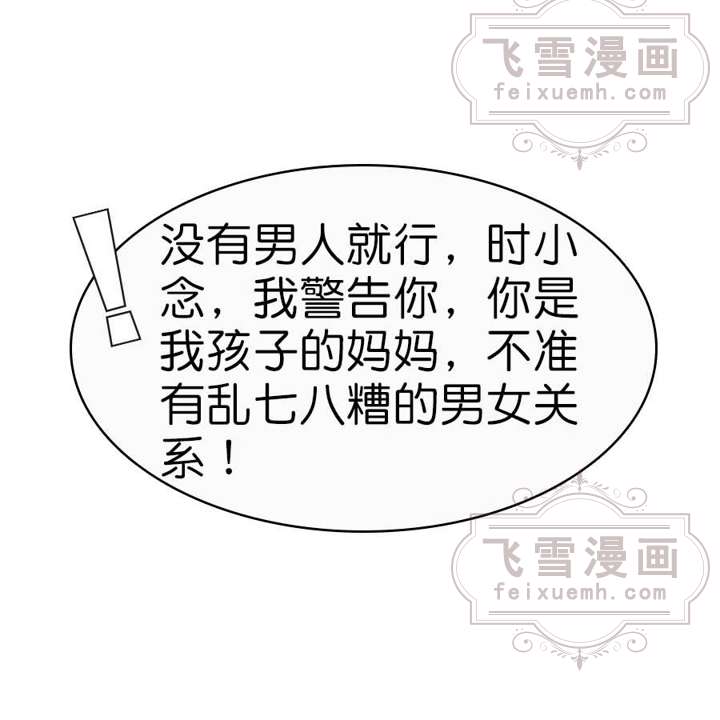 飞雪漫画
feixuemh.com
没有男人就行，时小
念，我警告你，你是
我孩子的妈妈，不准
有乱七八糟的男女关
系！
飞雪漫画
feixuemh.com